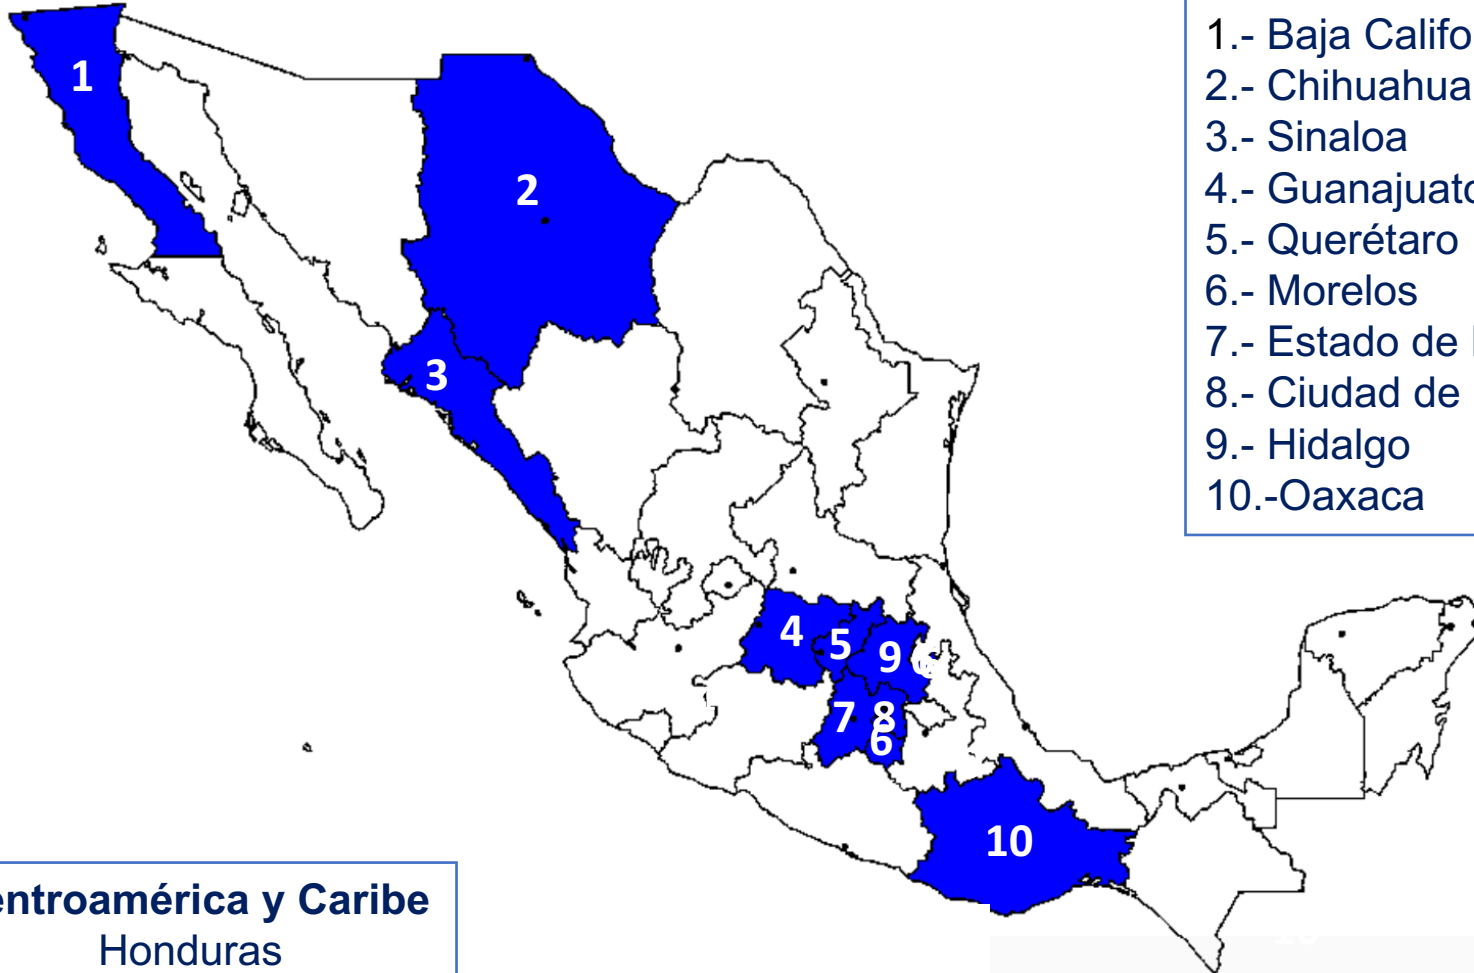 1.- Baja Califo
2.- Chihuahua
3.- Sinaloa
4.- Guanajuato
5.- Querétaro
6.- Morelos
7.- Estado de
8.- Ciudad de
9.- Hidalgo
10.-Oaxaca
1
2
3
4
5
9
7
8
6
10
entroamérica y Caribe
Honduras